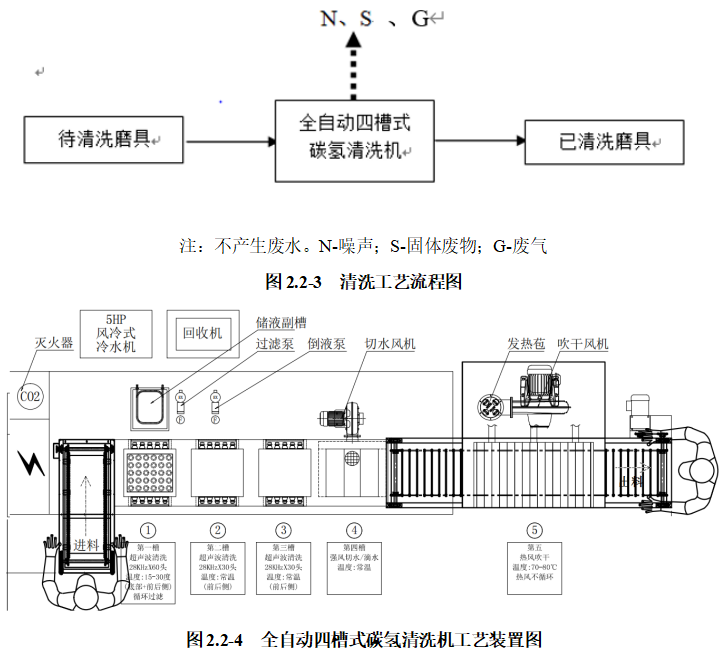 N、S 、G
待清洗磨具
全自动四槽式
碳氢清洗机
已清洗磨具
注：不产生废水。N-噪声；S-固体废物；G-废气
图 2.2-3 清洗工艺流程图
灭火器
5HP
风冷式
冷水机
回收机
储液副槽
过滤泵
倒液泵
切水风机
发热苞
吹干风机
CO2
进料
出料
①
第一槽
超声波清洗
28KHzX60头
温度:15-30度
(底部+前后侧)
循环过滤
②
第二槽
超声波清洗
28KHzX30头
温度:常温
(前后侧)
③
第三槽
超声波清洗
28KHzX30头
温度:常温
(前后侧)
④
第四槽
强风切水/滴水
温度:常温
⑤
第五
热风吹干
温度:70-80℃
热风不循环
图 2.2-4 全自动四槽式碳氢清洗机工艺装置图